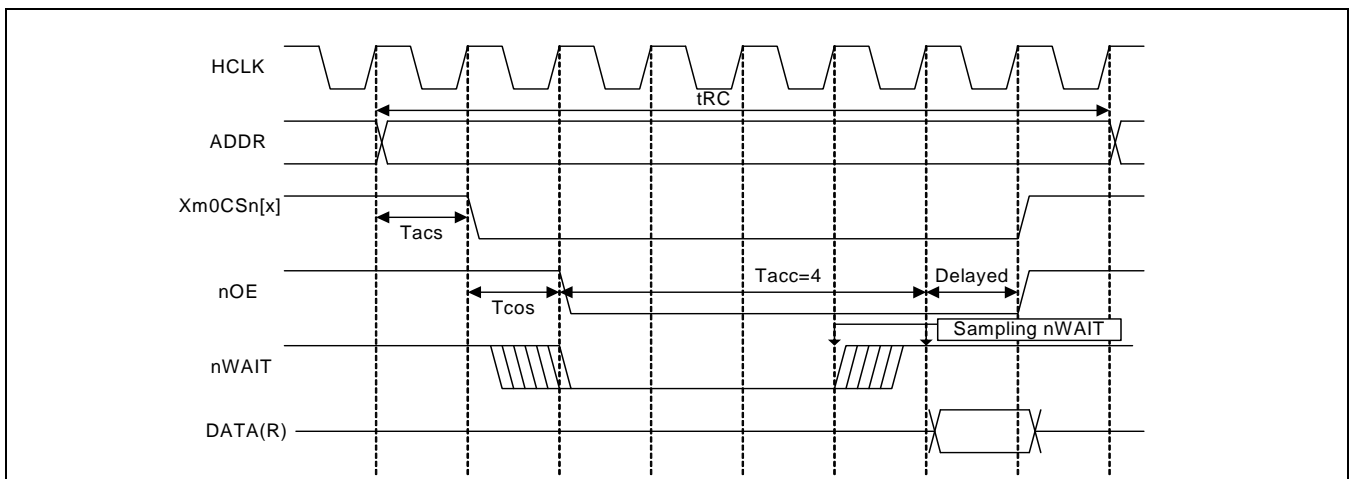 HCLK
tRC
ADDR
Xm0CSn[x]
Tacs
Tacc=4
Delayed
nOE
Tcos
Sampling nWAIT
nWAIT
DATA(R)